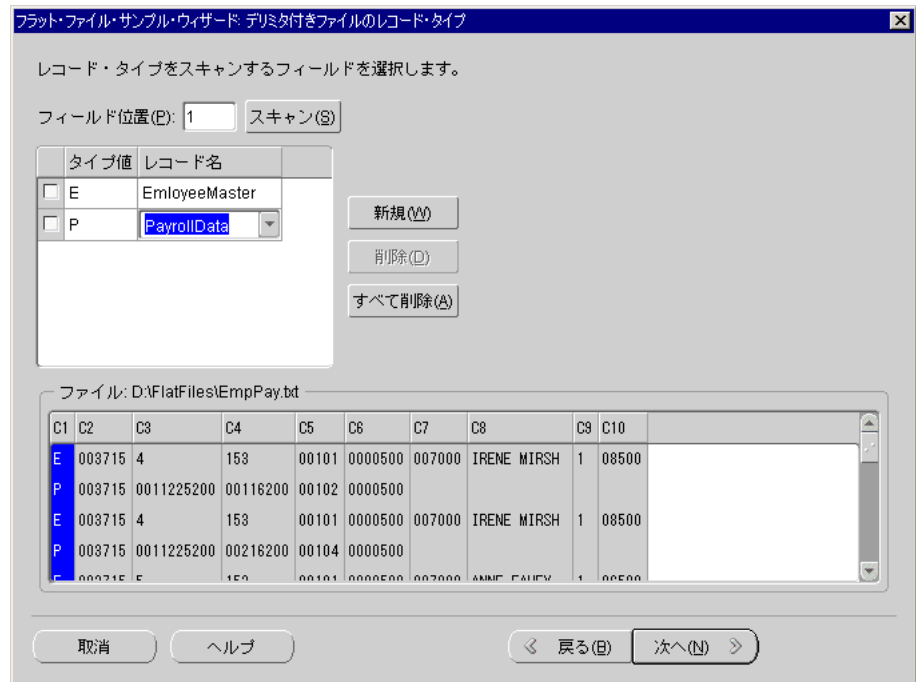 フラット・ファイル・サンプル・ウィザード: デリミタ付きファイルのレコード・タイプ
レコード・タイプをスキャンするフィールドを選択します。
フィールド位置(P): 1 スキャン(S)
タイプ値 レコード名
E EmloyeeMaster
P PayrollData
新規(W)
削除(D)
すべて削除(A)
ファイル: D:\FlatFiles\EmpPay.txt
C1 C2 C3 C4 C5 C6 C7 C8 C9 C10
E 003715 4 153 00101 0000500 007000 IRENE MIRSH 1 08500
P 003715 0011225200 00116200 00102 0000500
E 003715 4 153 00101 0000500 007000 IRENE MIRSH 1 08500
P 003715 0011225200 00216200 00104 0000500
取消 ヘルプ 戻る(B) 次へ(N)